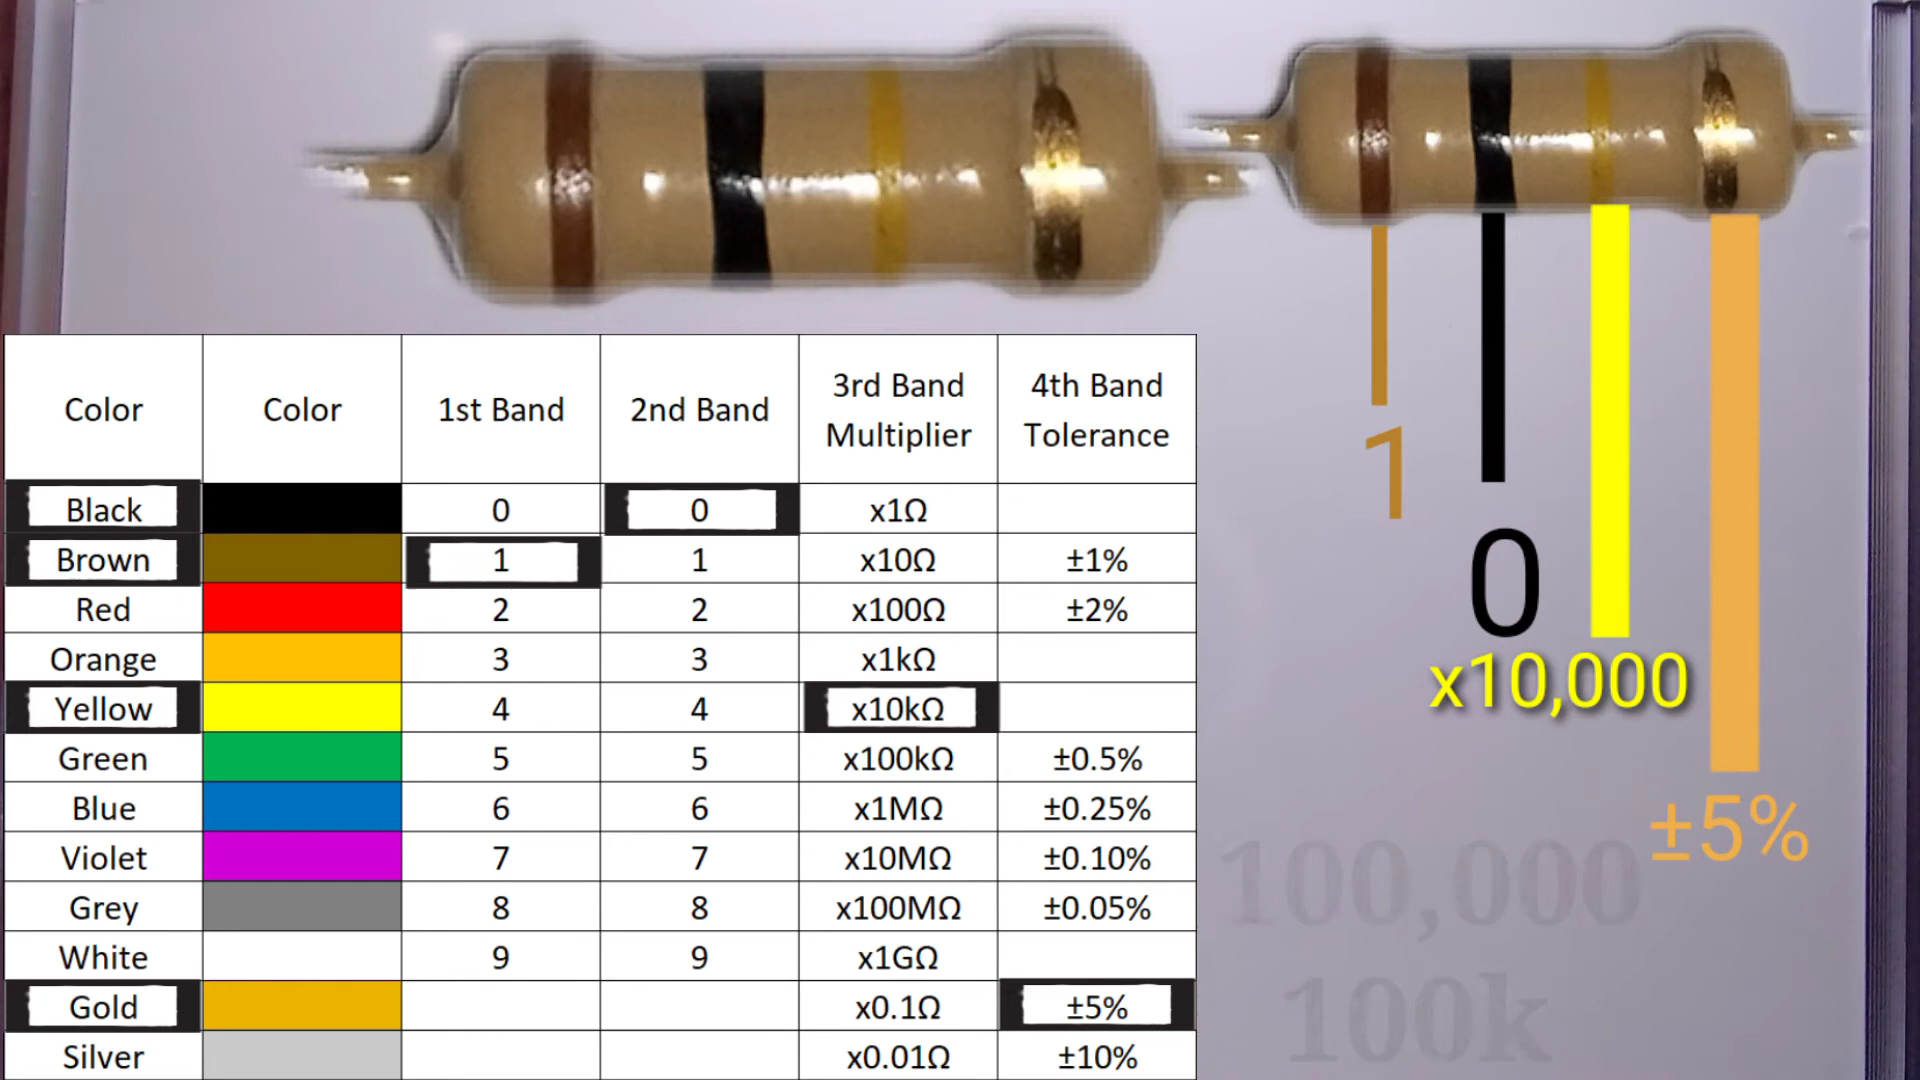 Color Color 1st Band 2nd Band 3rd Band Multiplier 4th Band Tolerance
Black 0 0 x1Ω
Brown 1 1 x10Ω ±1%
Red 2 2 x100Ω ±2%
Orange 3 3 x1kΩ
Yellow 4 4 x10kΩ
Green 5 5 x100kΩ ±0.5%
Blue 6 6 x1MΩ ±0.25%
Violet 7 7 x10MΩ ±0.10%
Grey 8 8 x100MΩ ±0.05%
White 9 9 x1GΩ
Gold x0.1Ω ±5%
Silver x0.01Ω ±10%
1
0
x10,000
±5%
100,000
100k